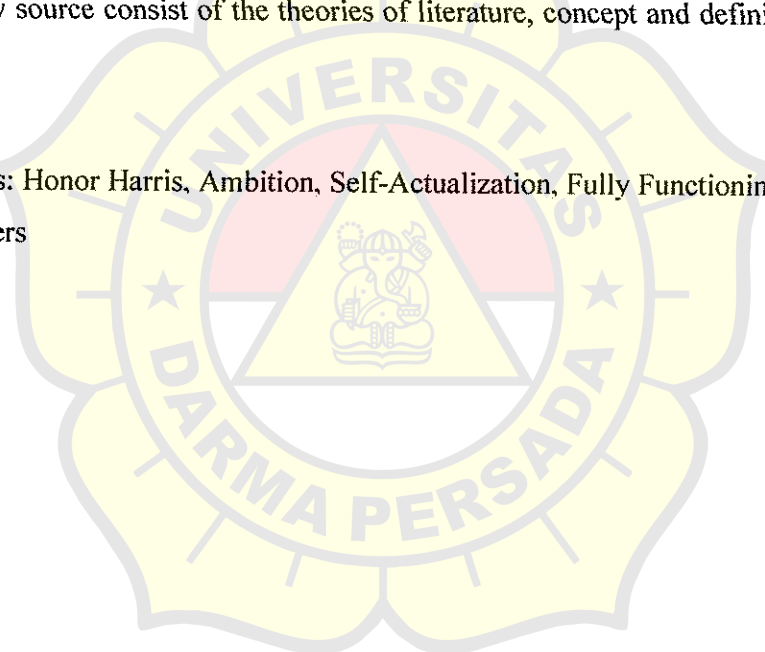 source consist of the theories of literature, concept and defini
s: Honor Harris, Ambition, Self-Actualization, Fully Functionin
ers
UNIVERSITAS
DARMA PERSADA